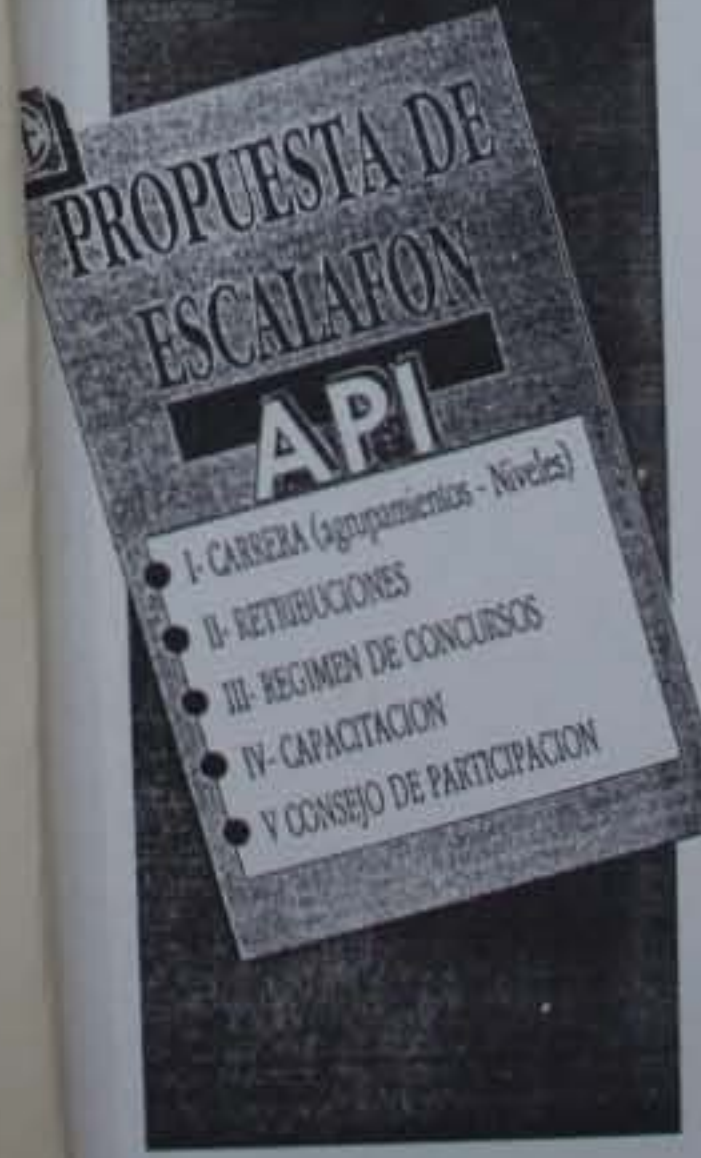 PROPUESTA DE
ESCALAFON
API
I- CARRERA (agrupamientos - Niveles)
II- RETRIBUCIONES
III- REGIMEN DE CONCURSOS
IV- CAPACITACION
V CONSEJO DE PARTICIPACION